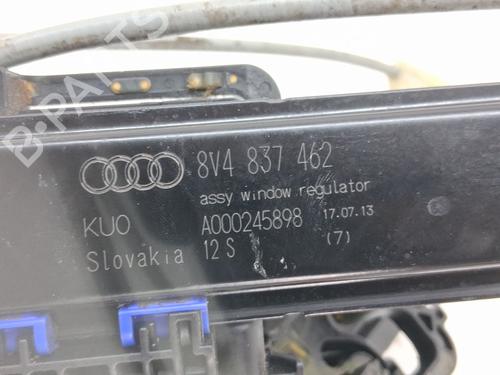 8V4 837 462
assy window regulator
KUO A000245898 17.07.13
Slovakia 12 S (7)
B-PARTS